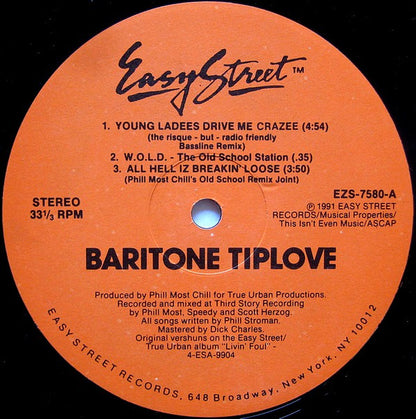 Easy Street™
1. YOUNG LADEES DRIVE ME CRAZEE (4:54)
(the risque - but - radio friendly
Bassline Remix)
2. W.O.L.D. - The Old School Station (.35)
3. ALL HELL IZ BREAKIN' LOOSE (3:50)
(Phil Most Chill's Old School Remix Joint)
STEREO
33⅓ RPM
EZS-7580-A
℗ 1991 EASY STREET
RECORDS/Musical Properties/
This Isn't Even Music/ASCAP
BARITONE TIPLOVE
Produced by Phill Most Chill for True Urban Productions.
Recorded and mixed at Third Story Recording
by Phill Most, Speedy and Scott Herzog.
All songs written by Phil Stroman.
Mastered by Dick Charles.
Original vershuns on the Easy Street/
True Urban album "Livin' Foul" -
4-ESA-9904
EASY STREET RECORDS, 648 Broadway, New York, NY 10012